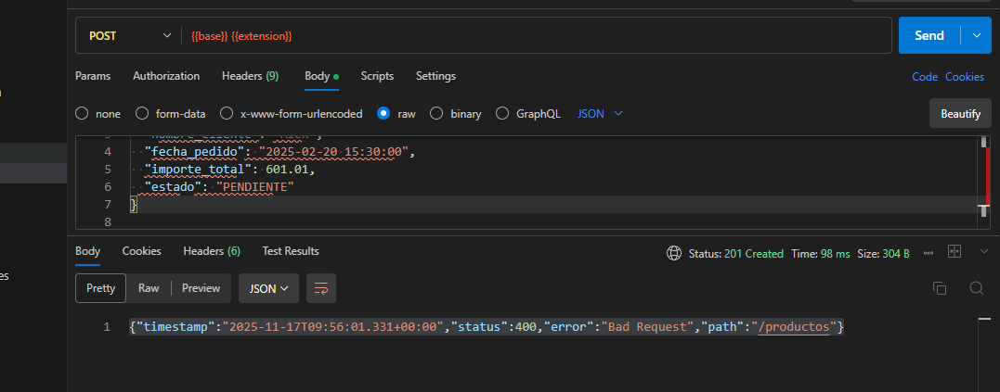 POST {{base}} {{extension}} Send
Params Authorization Headers (9) Body Scripts Settings Code Cookies
none form-data x-www-form-urlencoded raw binary GraphQL JSON Beautify
4 "fecha_pedido": "2025-02-20 15:30:00",
5 "importe_total": 601.01,
6 "estado": "PENDIENTE"
7 }
8
Body Cookies Headers (6) Test Results Status: 201 Created Time: 98 ms Size: 304 B
Pretty Raw Preview JSON
1 {"timestamp":"2025-11-17T09:56:01.331+00:00","status":400,"error":"Bad Request","path":"/productos"}